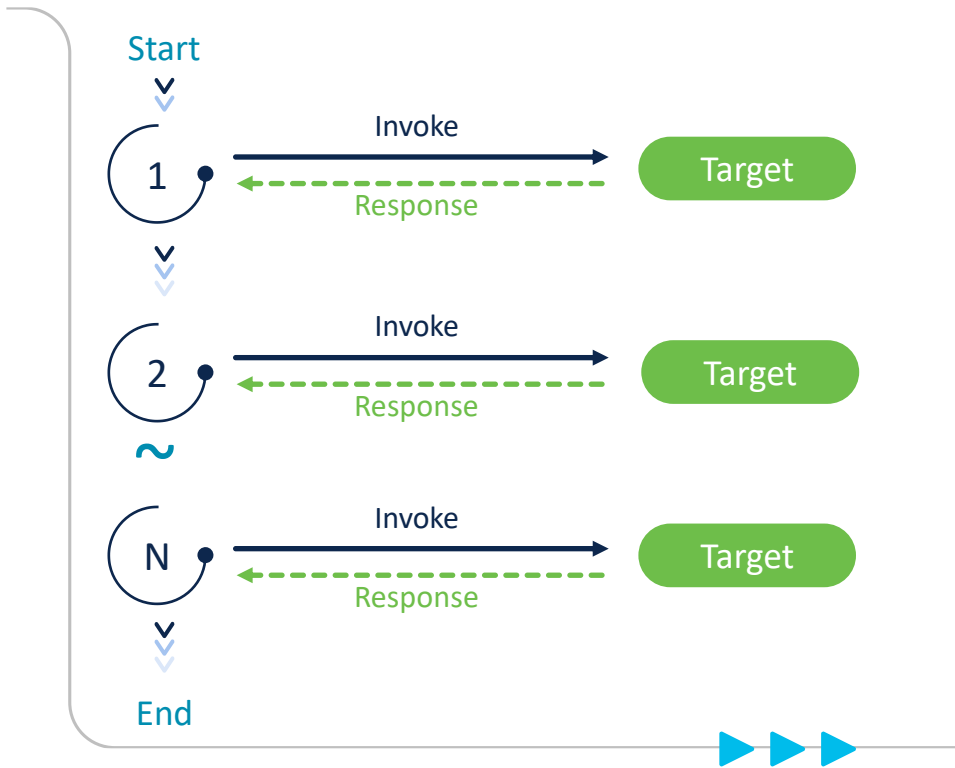 Start
Invoke
1
Target
Response
Invoke
2
Target
Response
~
Invoke
N
Target
Response
End